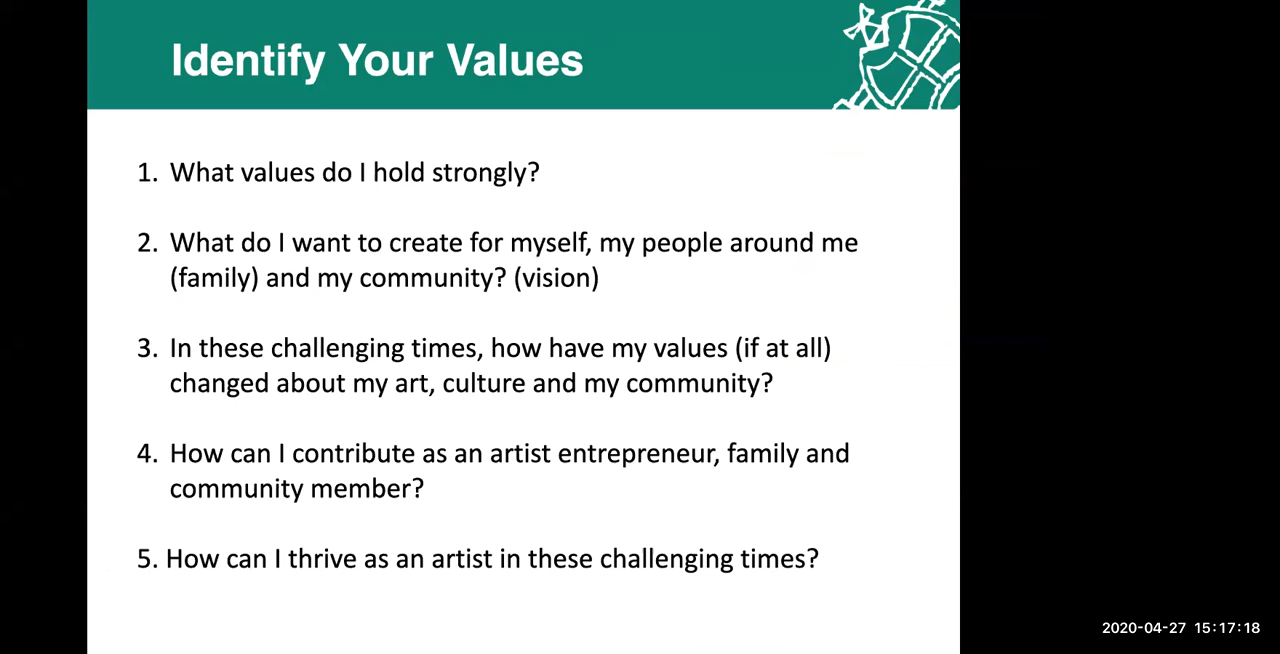 Identify Your Values
1. What values do I hold strongly?
2. What do I want to create for myself, my people around me
(family) and my community? (vision)
3. In these challenging times, how have my values (if at all)
changed about my art, culture and my community?
4. How can I contribute as an artist entrepreneur, family and
community member?
5. How can I thrive as an artist in these challenging times?
2020-04-27 15:17:18